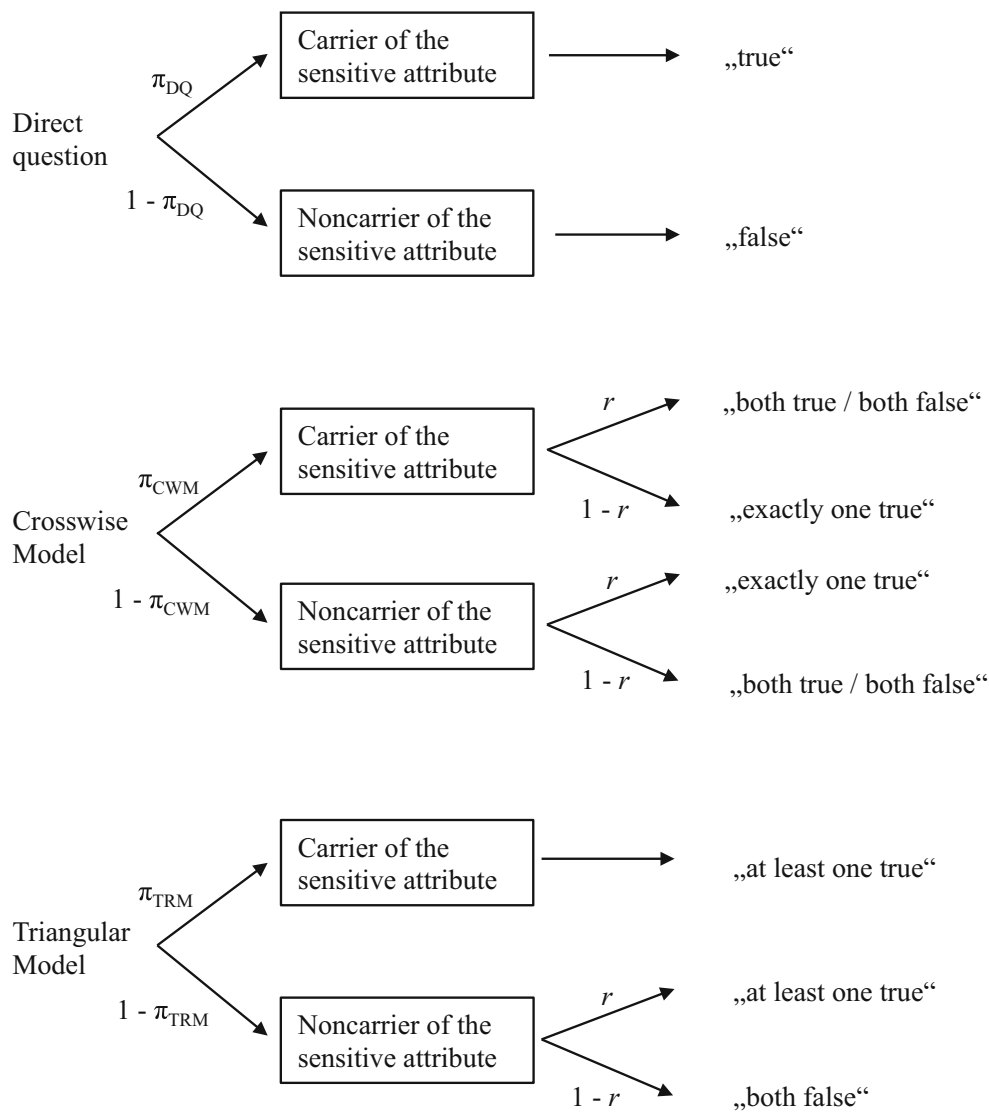 Carrier of the
sensitive attribute
„true“
π_DQ
Direct
question
1 - π_DQ
Noncarrier of the
sensitive attribute
„false“
r
„both true / both false“
Carrier of the
sensitive attribute
π_CWM
1 - r
„exactly one true“
Crosswise
Model
r
„exactly one true“
1 - π_CWM
Noncarrier of the
sensitive attribute
1 - r
„both true / both false“
Carrier of the
sensitive attribute
„at least one true“
π_TRM
Triangular
Model
r
„at least one true“
1 - π_TRM
Noncarrier of the
sensitive attribute
1 - r
„both false“